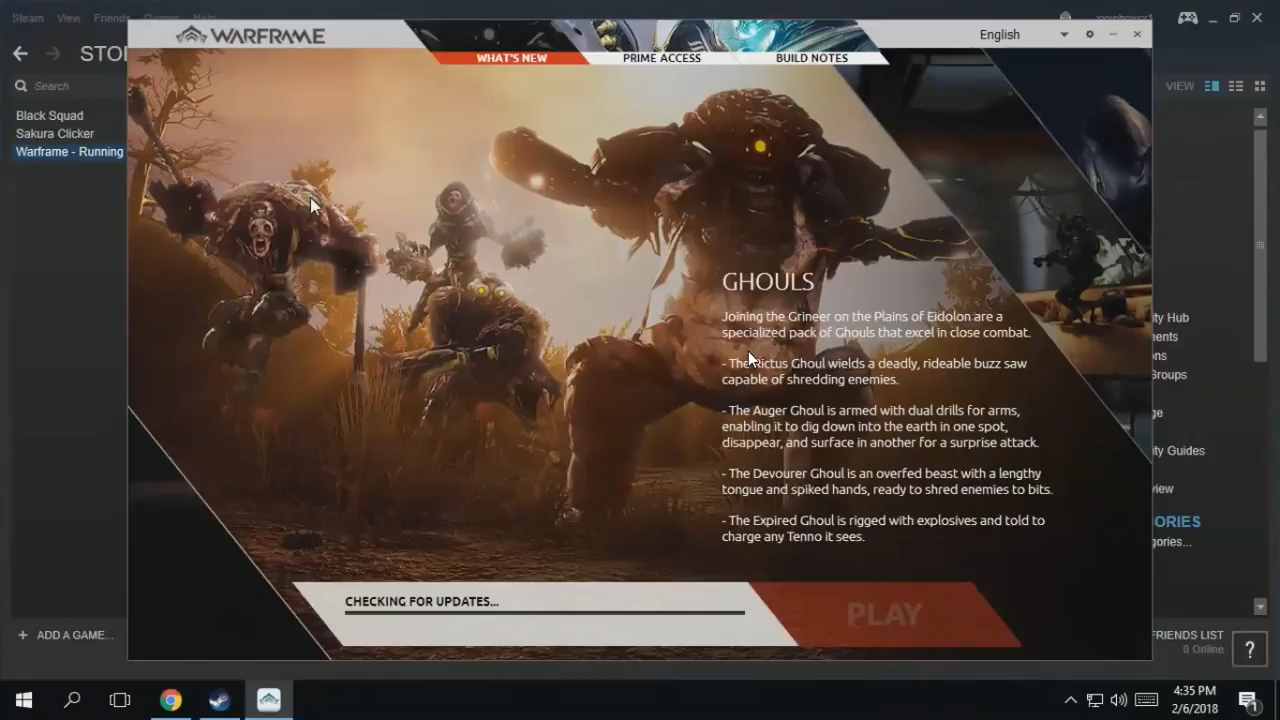 Steam View Friends Games Help
WARFRAME
English
WHAT'S NEW PRIME ACCESS BUILD NOTES
Search
VIEW
Black Squad
Sakura Clicker
Warframe - Running
GHOULS
Joining the Grineer on the Plains of Eidolon are a
specialized pack of Ghouls that excel in close combat.
- The Rictus Ghoul wields a deadly, rideable buzz saw
capable of shredding enemies.
- The Auger Ghoul is armed with dual drills for arms,
enabling it to dig down into the earth in one spot,
disappear, and surface in another for a surprise attack.
- The Devourer Ghoul is an overfed beast with a lengthy
tongue and spiked hands, ready to shred enemies to bits.
- The Expired Ghoul is rigged with explosives and told to
charge any Tenno it sees.
ity Hub
ments
ons
Groups
ge
ity Guides
view
ORIES
gories...
CHECKING FOR UPDATES...
PLAY
+ ADD A GAME...
FRIENDS LIST
0 Online
?
4:35 PM
2/6/2018
1